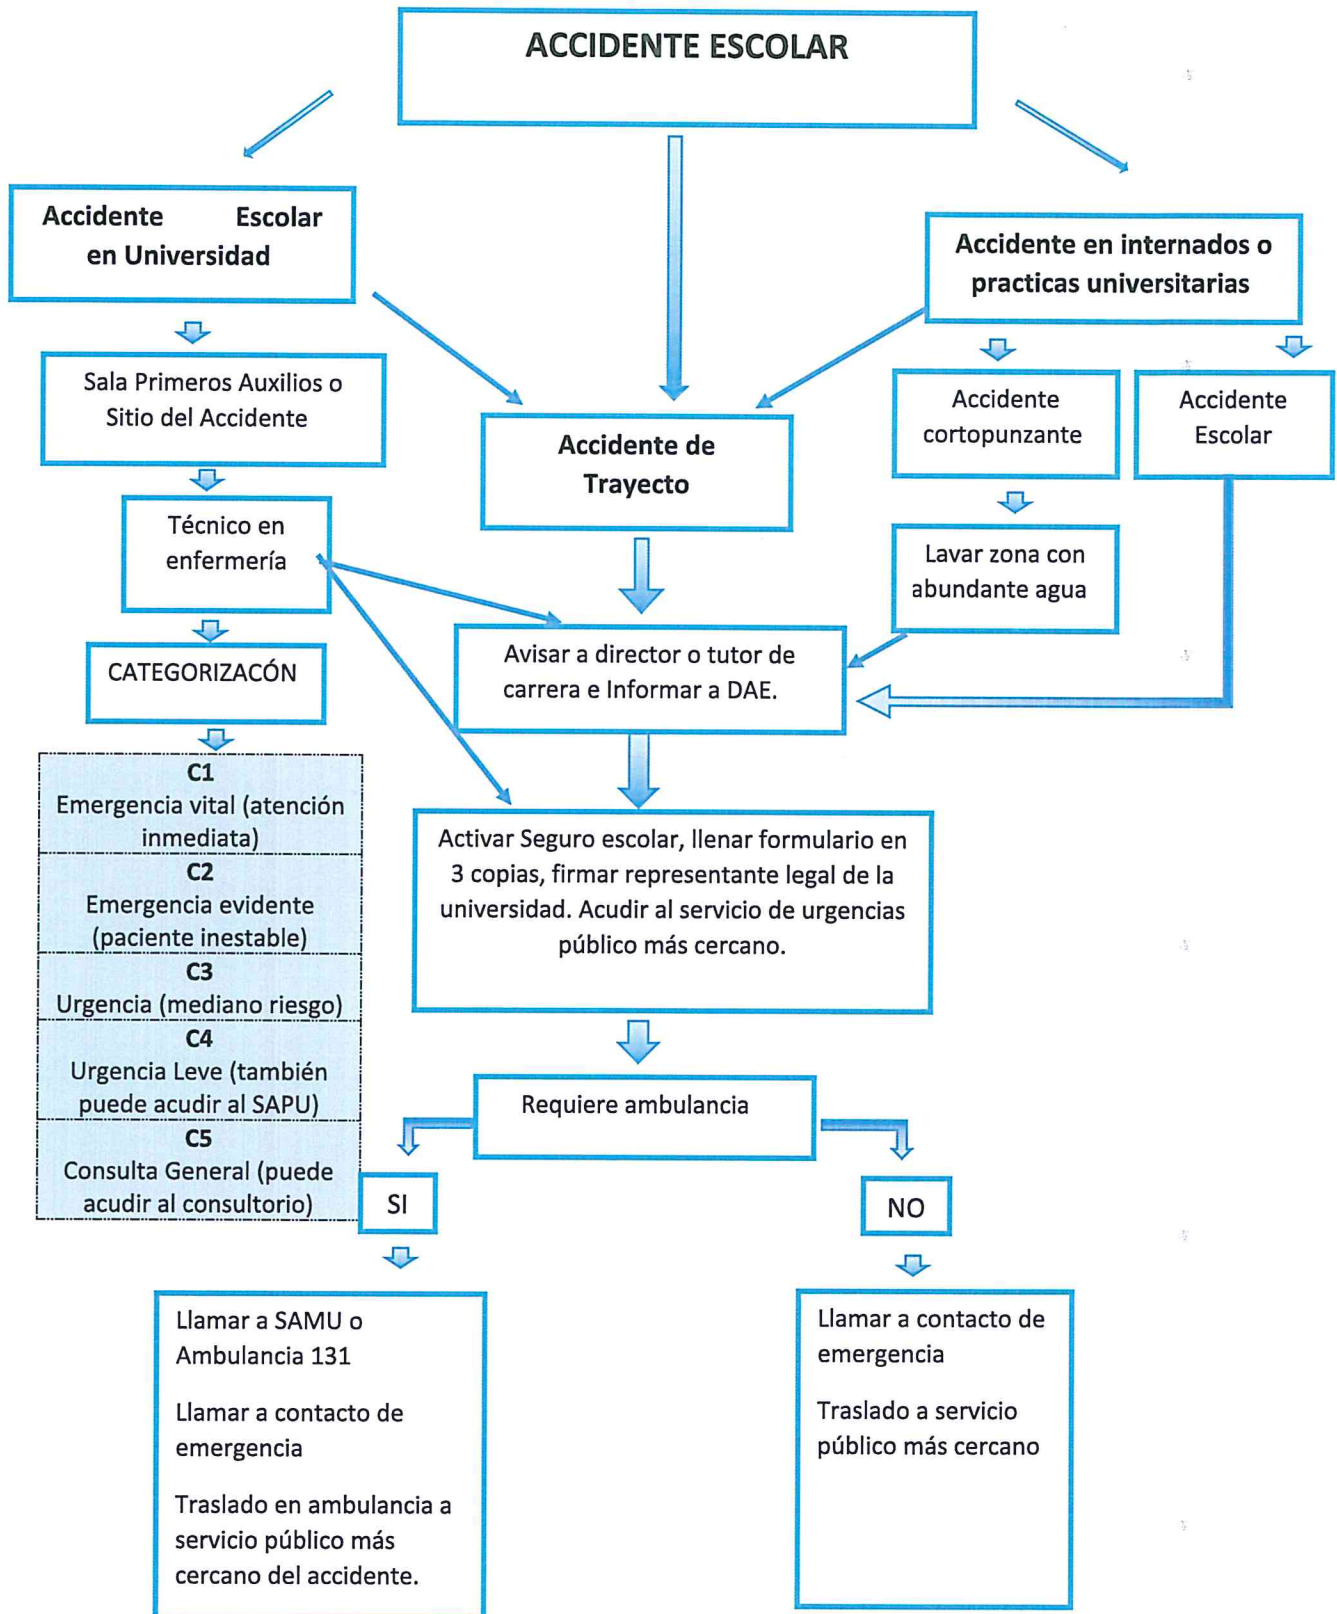 ACCIDENTE ESCOLAR
Accidente Escolar
en Universidad
Accidente en internados o
practicas universitarias
Sala Primeros Auxilios o
Sitio del Accidente
Accidente
cortopunzante
Accidente
Escolar
Accidente de
Trayecto
Técnico en
enfermería
Lavar zona con
abundante agua
CATEGORIZACÓN
Avisar a director o tutor de
carrera e Informar a DAE.
C1
Emergencia vital (atención
inmediata)
C2
Emergencia evidente
(paciente inestable)
C3
Urgencia (mediano riesgo)
C4
Urgencia Leve (también
puede acudir al SAPU)
C5
Consulta General (puede
acudir al consultorio)
Activar Seguro escolar, llenar formulario en
3 copias, firmar representante legal de la
universidad. Acudir al servicio de urgencias
público más cercano.
Requiere ambulancia
SI
NO
Llamar a SAMU o
Ambulancia 131
Llamar a contacto de
emergencia
Traslado en ambulancia a
servicio público más
cercano del accidente.
Llamar a contacto de
emergencia
Traslado a servicio
público más cercano